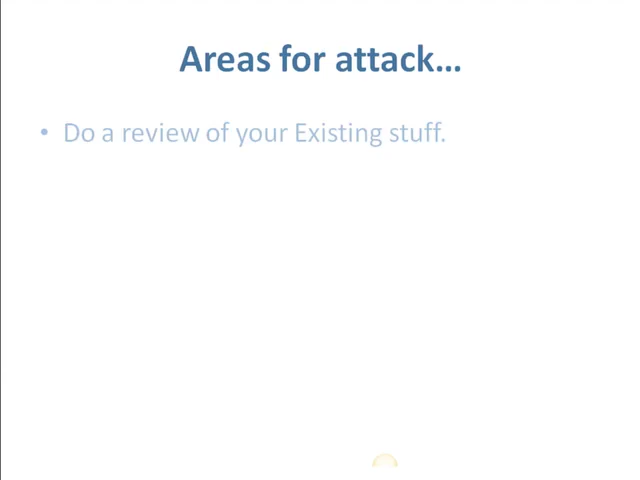 Areas for attack…
• Do a review of your Existing stuff.